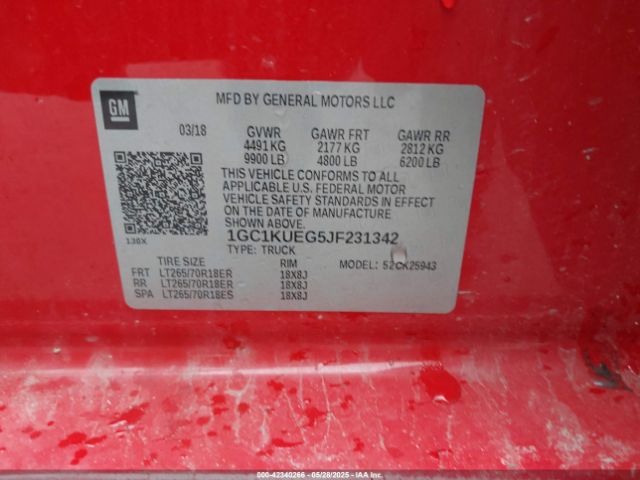 GM
MFD BY GENERAL MOTORS LLC
03/18 GVWR GAWR FRT GAWR RR
4491 KG 2177 KG 2812 KG
9900 LB 4800 LB 6200 LB
THIS VEHICLE CONFORMS TO ALL
APPLICABLE U.S. FEDERAL MOTOR
VEHICLE SAFETY STANDARDS IN EFFECT
ON THE DATE OF MANUFACTURE
SHOWN ABOVE.
130X
1GC1KUEG5JF231342
TYPE: TRUCK
TIRE SIZE RIM MODEL: 52CK25943
FRT LT265/70R18ER 18X8J
RR LT265/70R18ER 18X8J
SPA LT265/70R18ES 18X8J
000-42340266 - 05/28/2025 - IAAI.CA